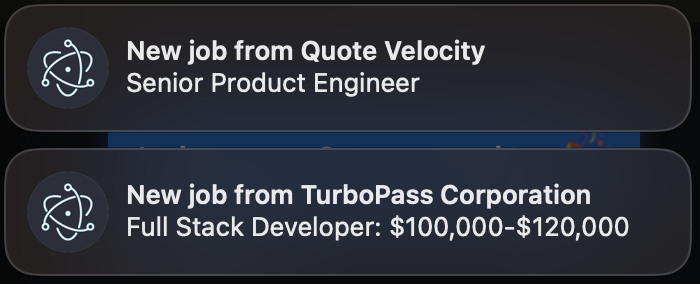 New job from Quote Velocity
Senior Product Engineer
New job from TurboPass Corporation
Full Stack Developer: $100,000-$120,000